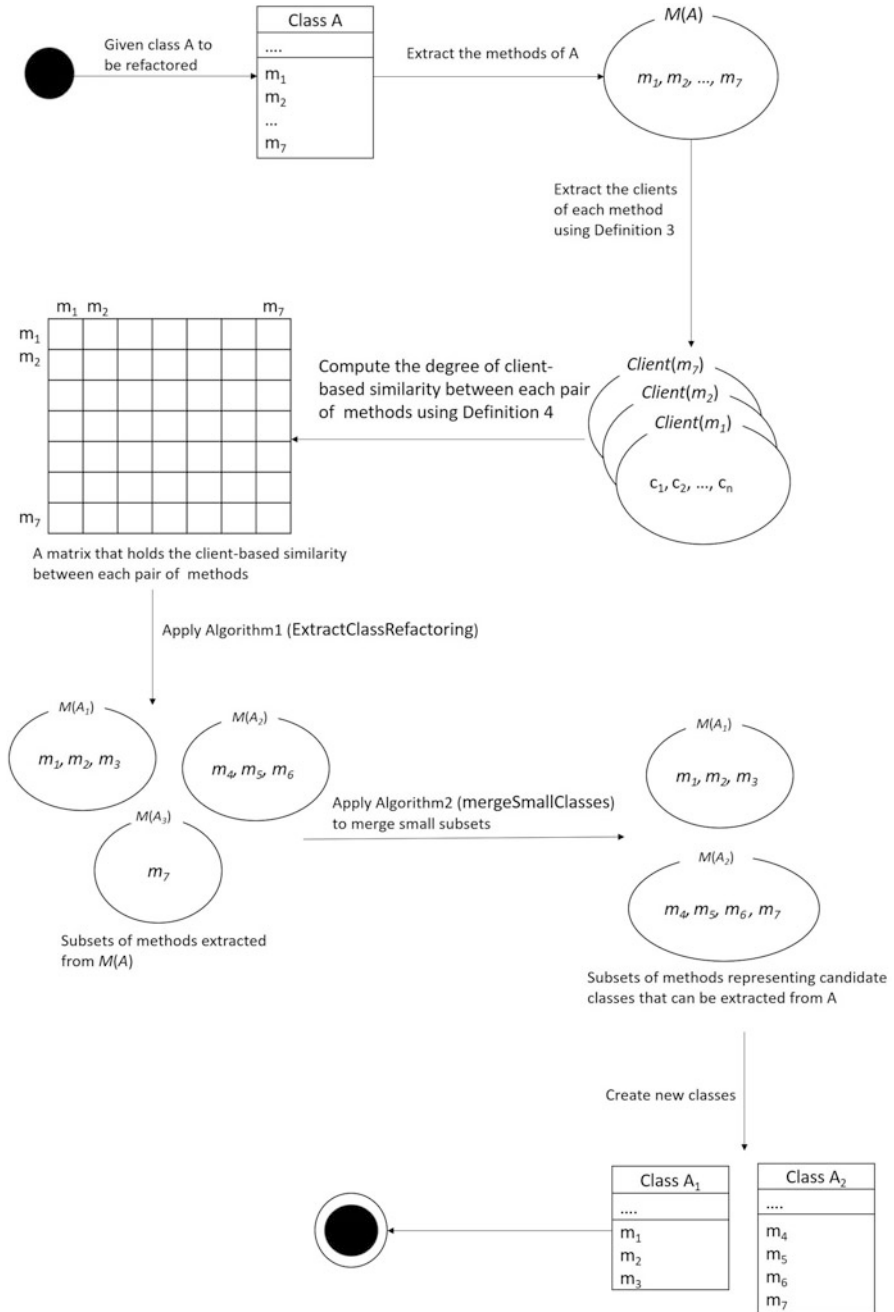 Class A
....
m₁
m₂
...
m₇
Given class A to
be refactored
Extract the methods of A
M(A)
m₁, m₂, ..., m₇
Extract the clients
of each method
using Definition 3
m₁ m₂ m₇
m₁
m₂
m₇
Compute the degree of client-
based similarity between each pair
of methods using Definition 4
Client(m₇)
Client(m₂)
Client(m₁)
c₁, c₂, ..., cₙ
A matrix that holds the client-based similarity
between each pair of methods
Apply Algorithm1 (ExtractClassRefactoring)
M(A₁)
m₁, m₂, m₃
M(A₂)
m₄, m₅, m₆
M(A₃)
m₇
Subsets of methods extracted
from M(A)
Apply Algorithm2 (mergeSmallClasses)
to merge small subsets
M(A₁)
m₁, m₂, m₃
M(A₂)
m₄, m₅, m₆, m₇
Subsets of methods representing candidate
classes that can be extracted from A
Create new classes
Class A₁
....
m₁
m₂
m₃
Class A₂
....
m₄
m₅
m₆
m₇